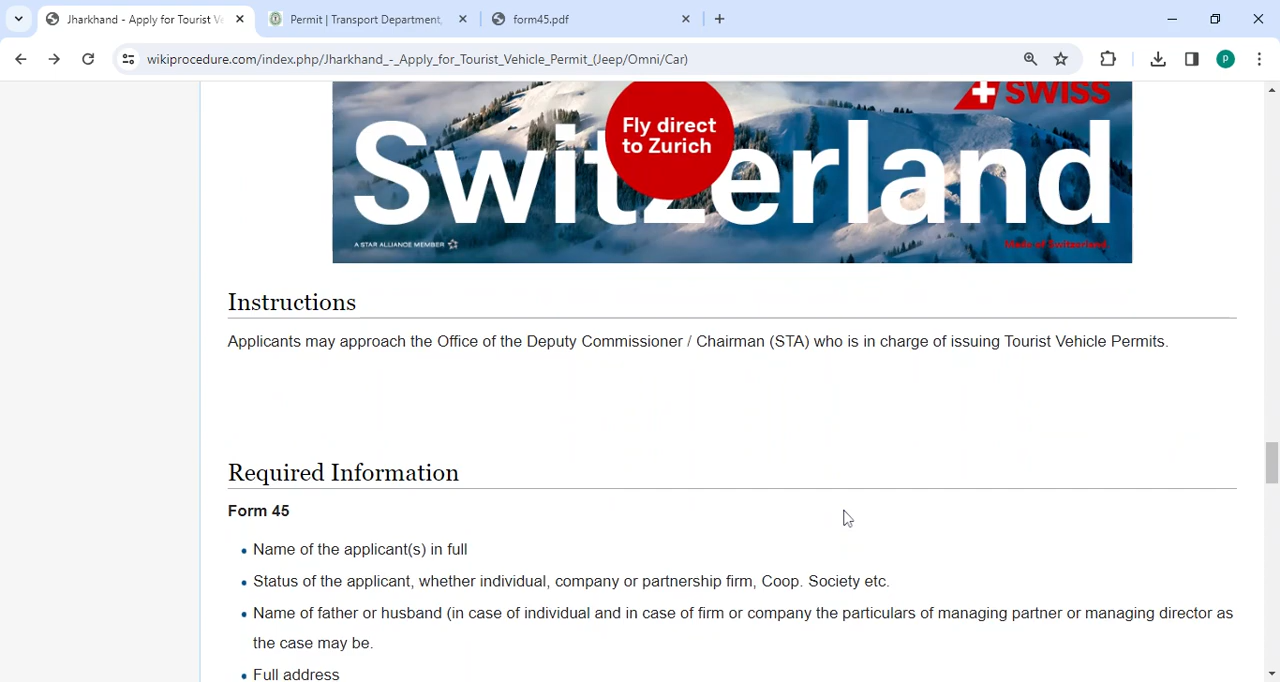 Jharkhand - Apply for Tourist Ve
Permit | Transport Department,
form45.pdf
wikiprocedure.com/index.php/Jharkhand_-_Apply_for_Tourist_Vehicle_Permit_(Jeep/Omni/Car)
P
SWISS
Fly direct
to Zurich
Switzerland
A STAR ALLIANCE MEMBER
Made of Switzerland
Instructions
Applicants may approach the Office of the Deputy Commissioner / Chairman (STA) who is in charge of issuing Tourist Vehicle Permits.
Required Information
Form 45
Name of the applicant(s) in full
Status of the applicant, whether individual, company or partnership firm, Coop. Society etc.
Name of father or husband (in case of individual and in case of firm or company the particulars of managing partner or managing director as
the case may be.
Full address